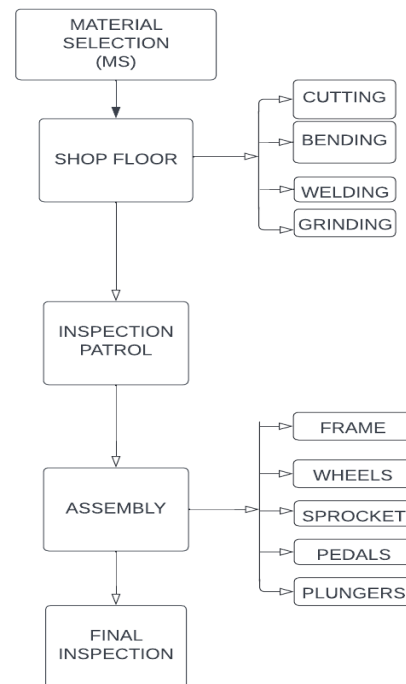 MATERIAL
SELECTION
(MS)
SHOP FLOOR
CUTTING
BENDING
WELDING
GRINDING
INSPECTION
PATROL
ASSEMBLY
FRAME
WHEELS
SPROCKET
PEDALS
PLUNGERS
FINAL
INSPECTION